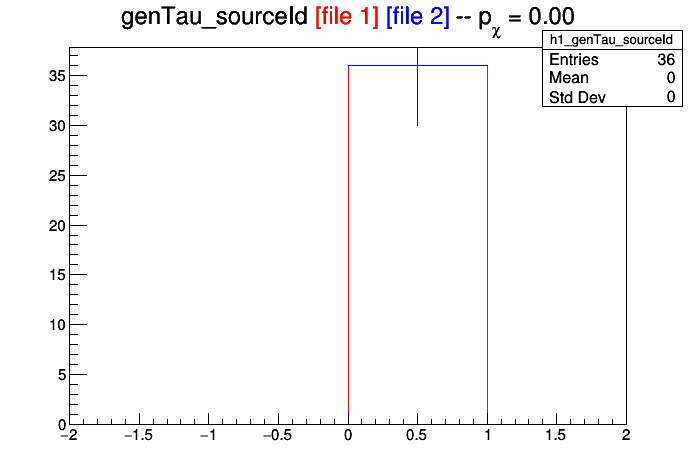 genTau_sourceId [file 1] [file 2] -- pχ = 0.00
h1_genTau_sourceId
Entries 36
Mean 0
Std Dev 0
35
30
25
20
15
10
5
0
−2 −1.5 −1 −0.5 0 0.5 1 1.5 2